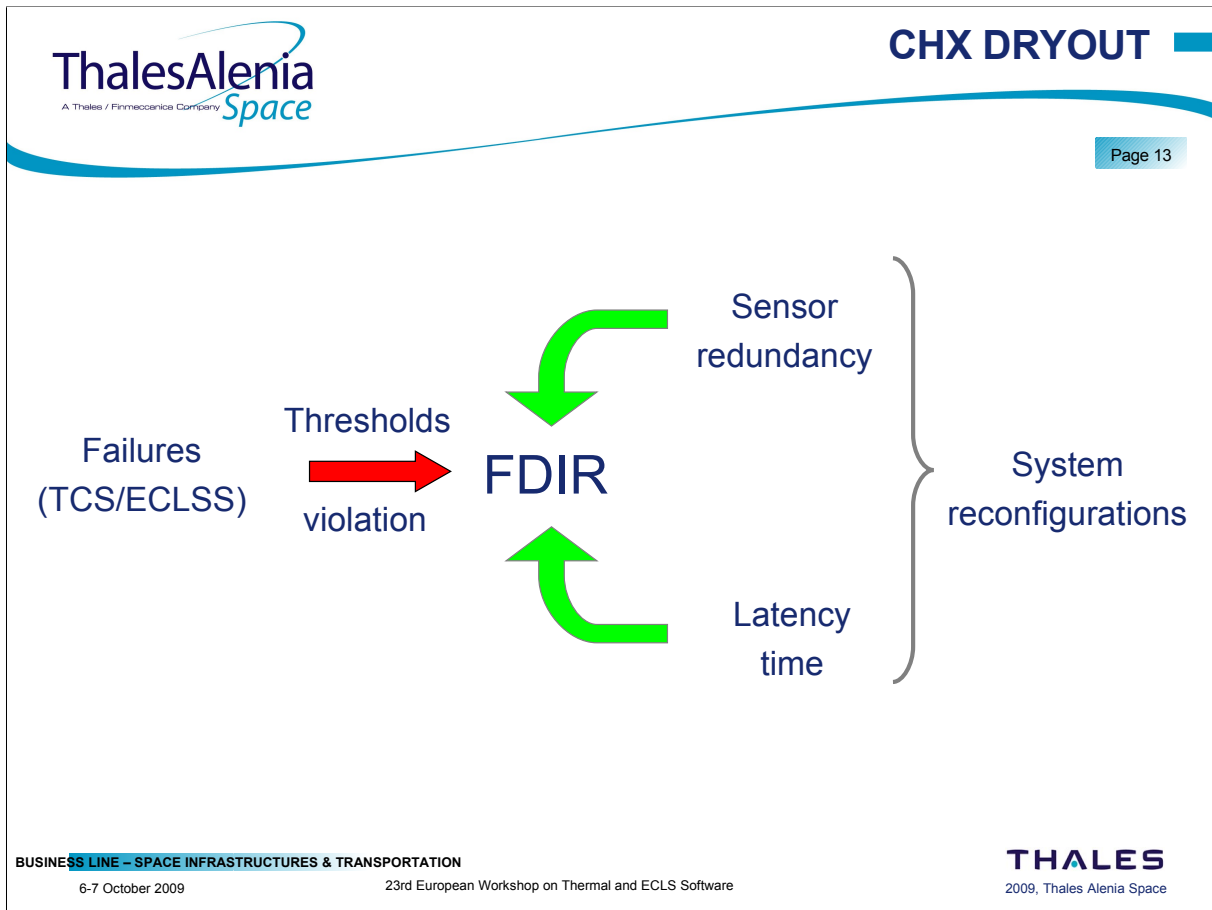 ThalesAlenia
A Thales / Finmeccanica Company
Space
CHX DRYOUT
Page 13
Sensor
redundancy
Thresholds
violation
Failures
(TCS/ECLSS)
FDIR
System
reconfigurations
Latency
time
BUSINESS LINE – SPACE INFRASTRUCTURES & TRANSPORTATION
6-7 October 2009
23rd European Workshop on Thermal and ECLS Software
THALES
2009, Thales Alenia Space